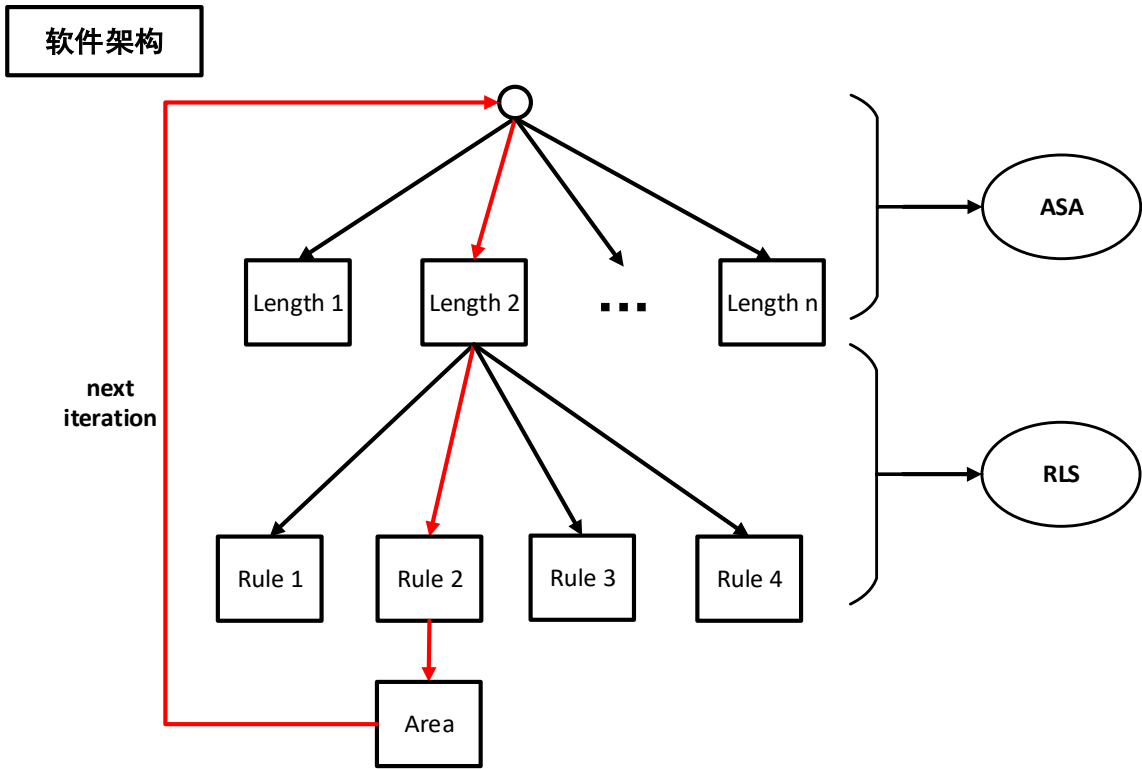 软件架构
ASA
Length 1
Length 2
...
Length n
next
iteration
RLS
Rule 1
Rule 2
Rule 3
Rule 4
Area